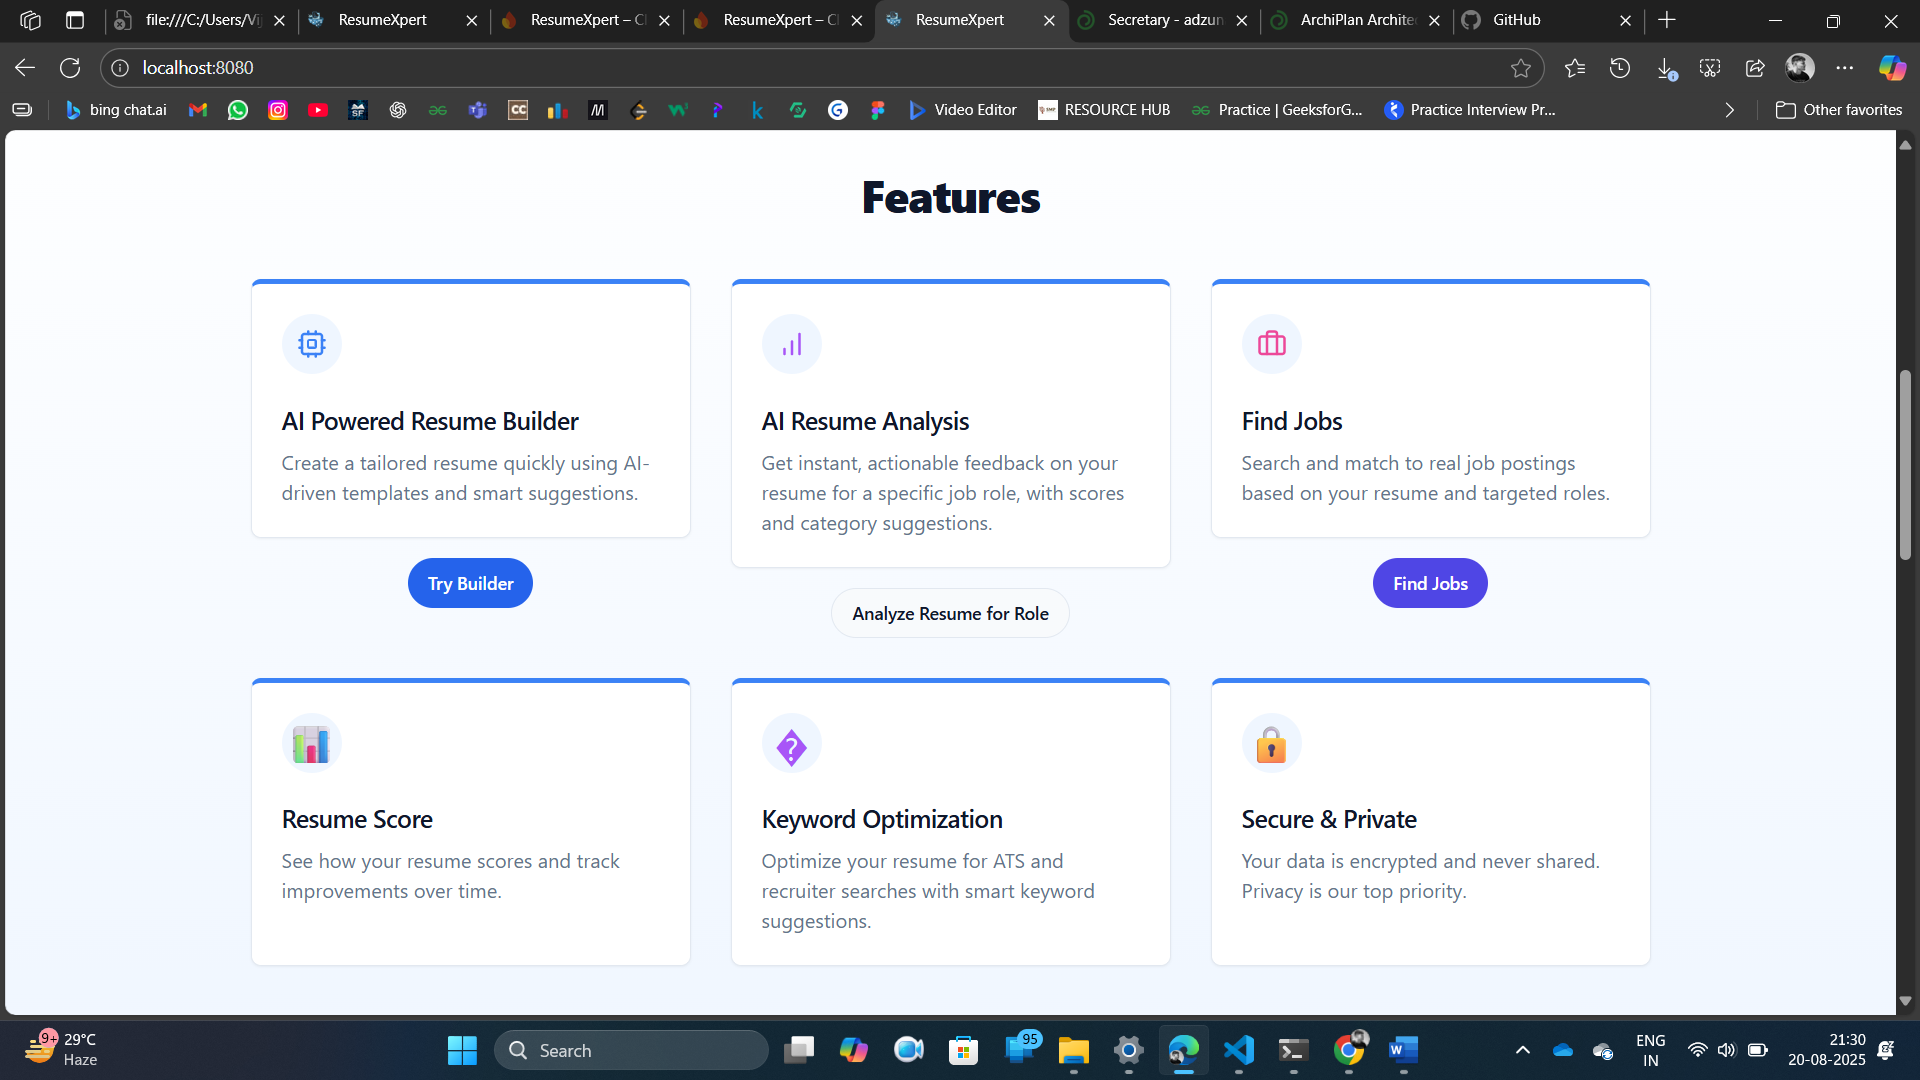 file:///C:/Users/Vij
ResumeXpert
ResumeXpert – Cl
ResumeXpert – Cl
ResumeXpert
Secretary - adzun
ArchiPlan Architec
GitHub
localhost:8080
bing chat.ai
SF
CC
M
Video Editor
RESOURCE HUB
Practice | GeeksforG...
Practice Interview Pr...
Other favorites
Features
AI Powered Resume Builder
Create a tailored resume quickly using AI-
driven templates and smart suggestions.
Try Builder
AI Resume Analysis
Get instant, actionable feedback on your
resume for a specific job role, with scores
and category suggestions.
Analyze Resume for Role
Find Jobs
Search and match to real job postings
based on your resume and targeted roles.
Find Jobs
Resume Score
See how your resume scores and track
improvements over time.
?
Keyword Optimization
Optimize your resume for ATS and
recruiter searches with smart keyword
suggestions.
Secure & Private
Your data is encrypted and never shared.
Privacy is our top priority.
9+
29°C
Haze
Search
95
ENG
IN
21:30
20-08-2025